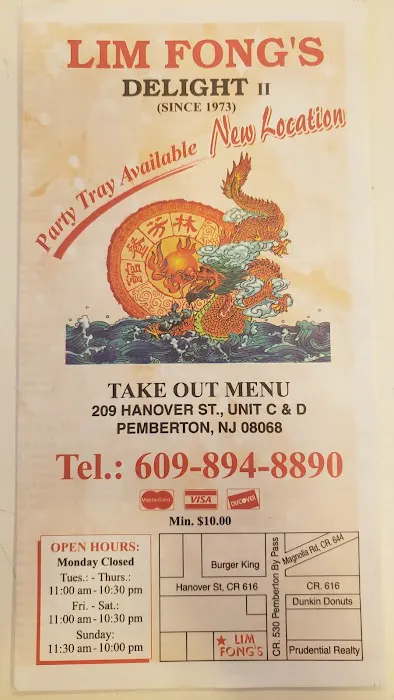 LIM FONG'S
DELIGHT II
(SINCE 1973)
New Location
Party Tray Available
林
芳
TAKE OUT MENU
209 HANOVER ST., UNIT C & D
PEMBERTON, NJ 08068
Tel.: 609-894-8890
MasterCard VISA DISCOVER
Min. $10.00
OPEN HOURS:
Monday Closed
Tues.: - Thurs.:
11:00 am - 10:30 pm
Fri. - Sat.:
11:00 am - 10:30 pm
Sunday:
11:30 am - 10:00 pm
Burger King
Hanover St, CR 616
CR. 530 Pemberton By Pass
Magnolia Rd, CR. 644
CR. 616
Dunkin Donuts
LIM
FONG'S
Prudential Realty